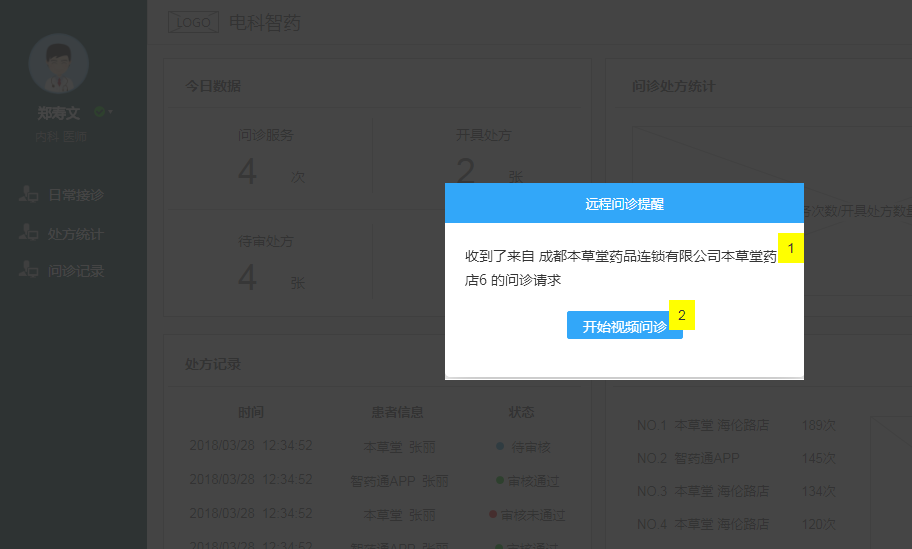 LOGO 电科智药
郑寿文
内科 医师
日常接诊
处方统计
问诊记录
今日数据
问诊服务
4 次
开具处方
2 张
待审处方
4 张
问诊处方统计
务次数/开具处方数量
远程问诊提醒
收到了来自 成都本草堂药品连锁有限公司本草堂药
店6 的问诊请求
1
开始视频问诊
2
处方记录
时间 患者信息 状态
2018/03/28 12:34:52 本草堂 张丽 待审核
2018/03/28 12:34:52 智药通APP 张丽 审核通过
2018/03/28 12:34:52 本草堂 张丽 审核未通过
2018/03/28 12:34:52 智药通APP 张丽 审核通过
NO.1 本草堂 海伦路店 189次
NO.2 智药通APP 145次
NO.3 本草堂 海伦路店 134次
NO.4 本草堂 海伦路店 120次